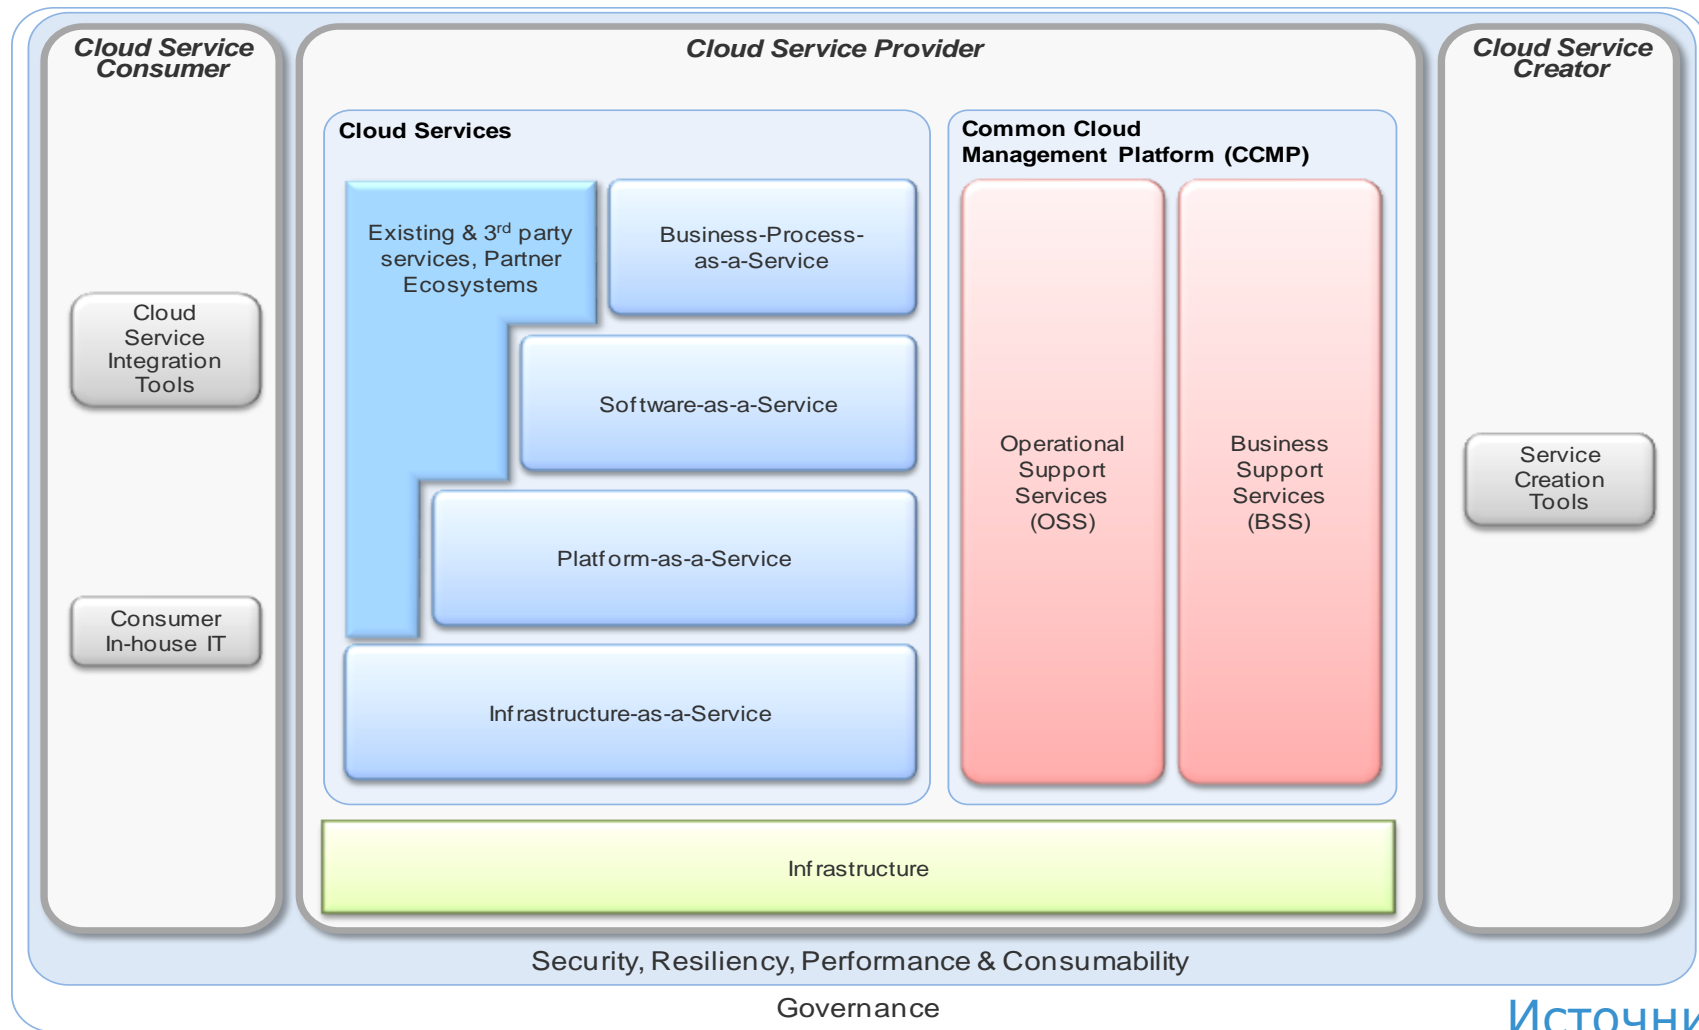 Cloud Service
Consumer
Cloud Service
Integration
Tools
Consumer
In-house IT
Cloud Service Provider
Cloud Services
Existing & 3rd party
services, Partner
Ecosystems
Business-Process-
as-a-Service
Software-as-a-Service
Platform-as-a-Service
Infrastructure-as-a-Service
Common Cloud
Management Platform (CCMP)
Operational
Support
Services
(OSS)
Business
Support
Services
(BSS)
Infrastructure
Cloud Service
Creator
Service
Creation
Tools
Security, Resiliency, Performance & Consumability
Governance
Источни